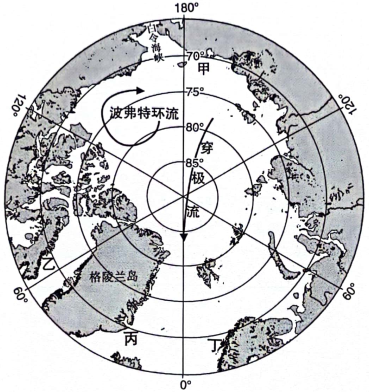 180°
白令海峡
70°
甲
75°
120°
120°
波弗特环流
80°
穿极流
85°
乙
格陵兰岛
60°
60°
丙
丁
0°